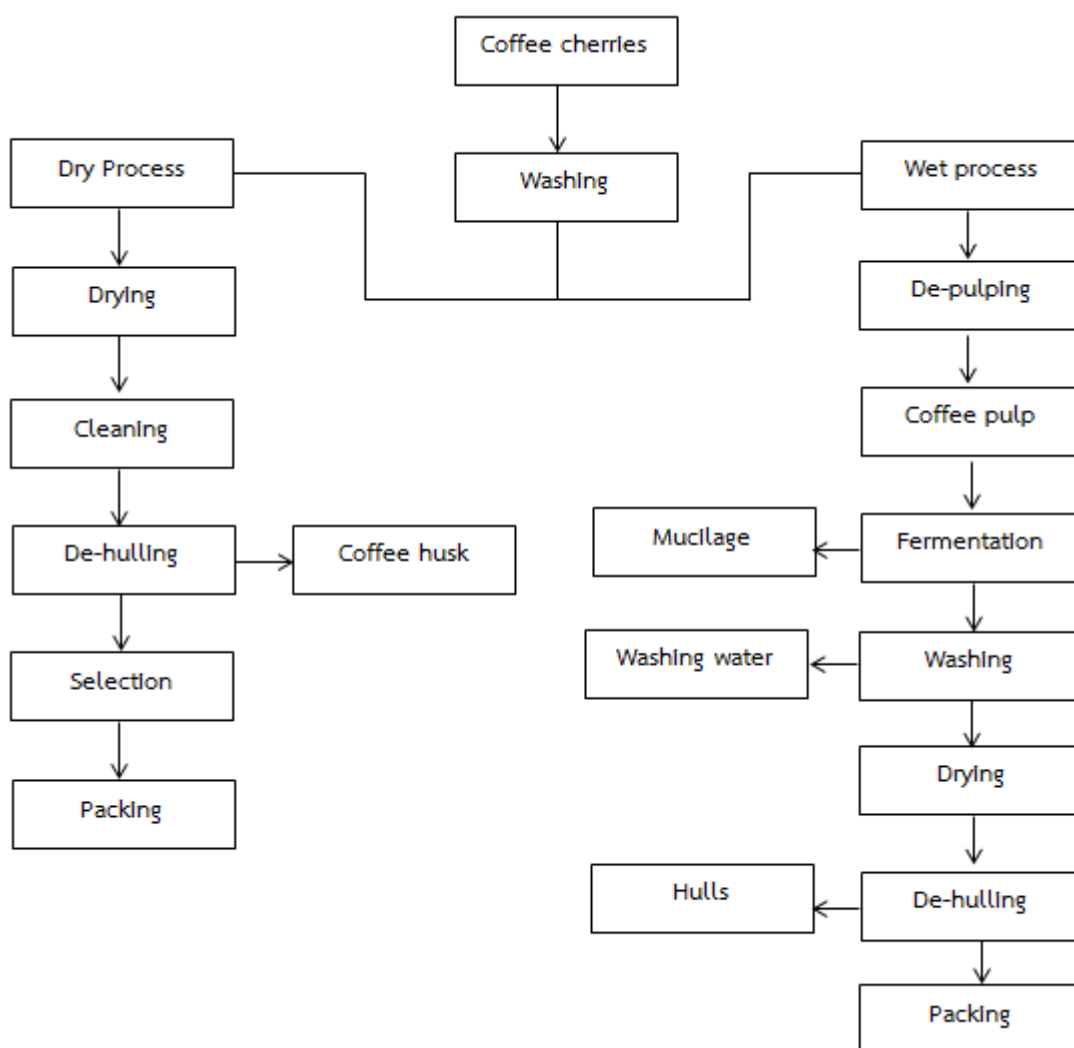 Coffee cherries
Dry Process
Washing
Wet process
Drying
De-pulping
Cleaning
Coffee pulp
De-hulling
Coffee husk
Mucilage
Fermentation
Selection
Washing water
Washing
Packing
Drying
Hulls
De-hulling
Packing